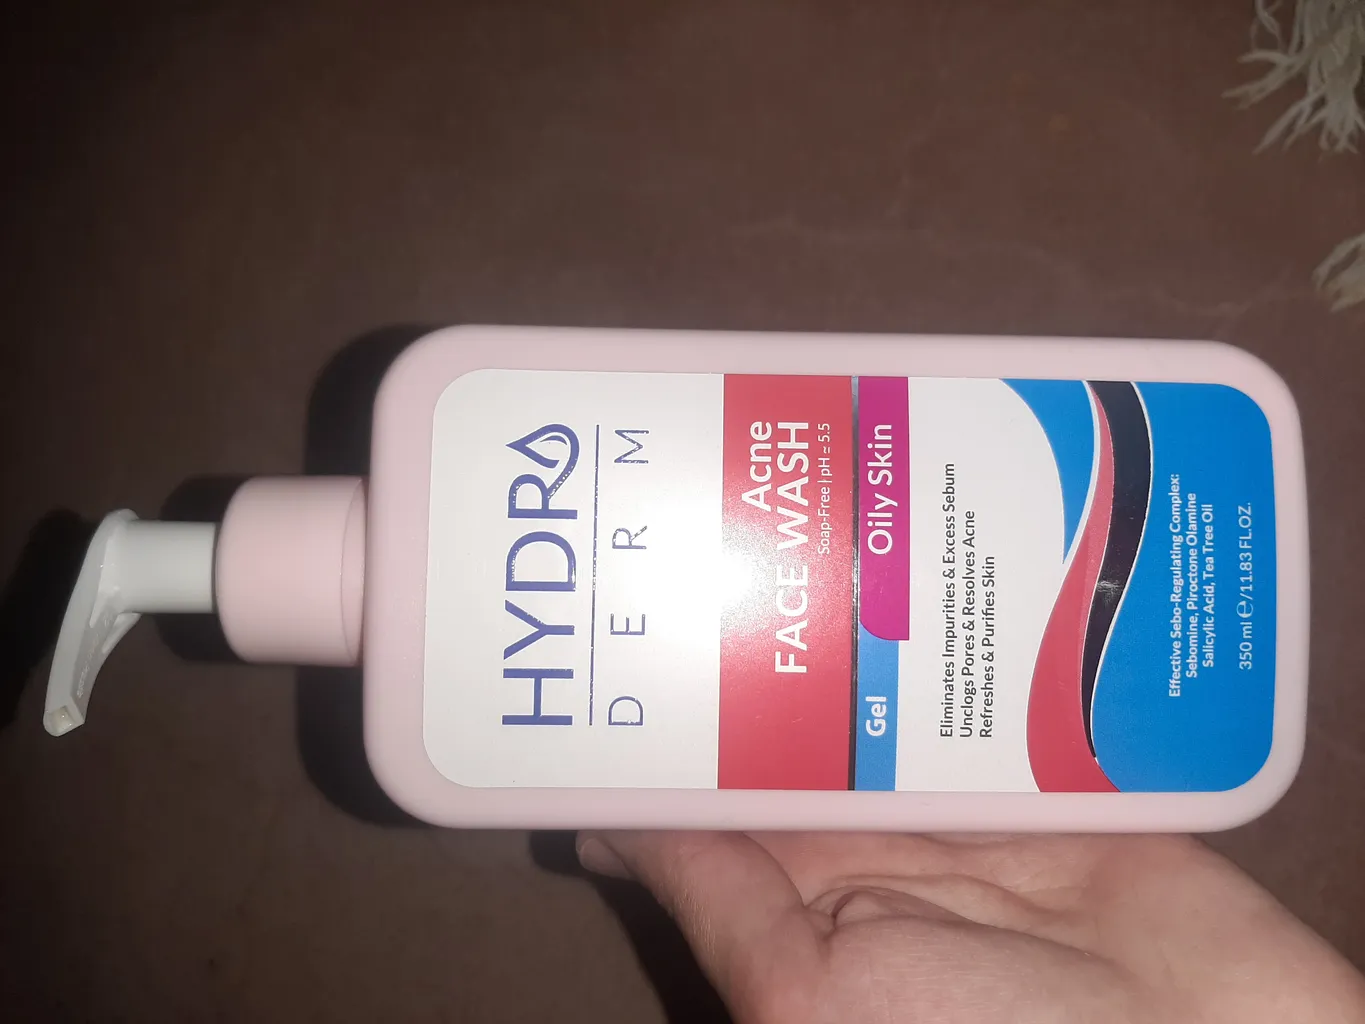 HYDRO
DERM
Acne
FACE WASH
Soap-Free | pH ≃ 5.5
Oily Skin
Gel
Eliminates Impurities & Excess Sebum
Unclogs Pores & Resolves Acne
Refreshes & Purifies Skin
Effective Sebo-Regulating Complex:
Sebomine, Piroctone Olamine
Salicylic Acid, Tea Tree Oil
350 ml ℮/11.83 FL.OZ.